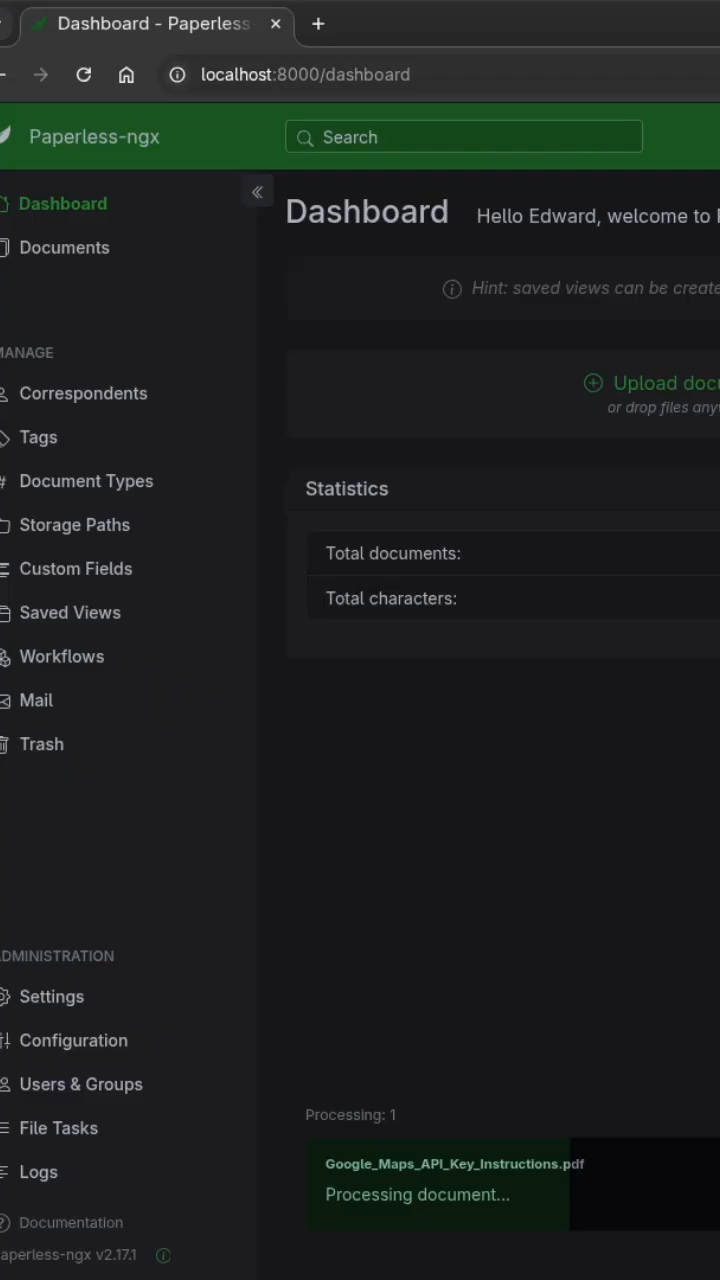 Dashboard - Paperless
localhost:8000/dashboard
Paperless-ngx
Search
Dashboard
Documents
MANAGE
Correspondents
Tags
Document Types
Storage Paths
Custom Fields
Saved Views
Workflows
Mail
Trash
ADMINISTRATION
Settings
Configuration
Users & Groups
File Tasks
Logs
Documentation
aperless-ngx v2.17.1
Dashboard
Hello Edward, welcome to
Hint: saved views can be create
Upload docu
or drop files any
Statistics
Total documents:
Total characters:
Processing: 1
Google_Maps_API_Key_Instructions.pdf
Processing document...